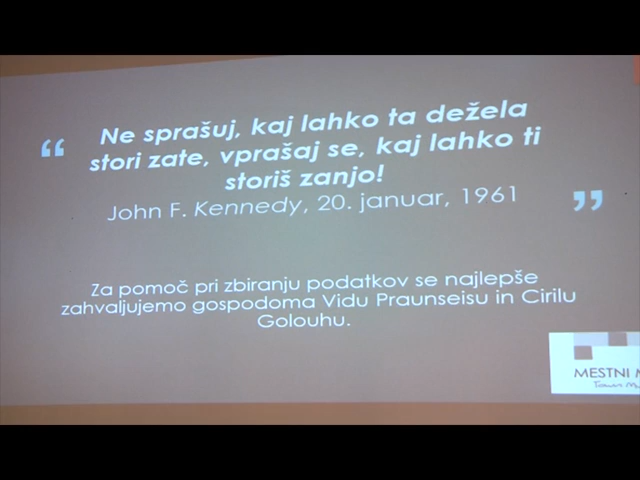 “
Ne sprašuj, kaj lahko ta dežela
stori zate, vprašaj se, kaj lahko ti
storiš zanjo!
John F. Kennedy, 20. januar, 1961
”
Za pomoč pri zbiranju podatkov se najlepše
zahvaljujemo gospodoma Vidu Praunseisu in Cirilu
Golouhu.
MESTNI